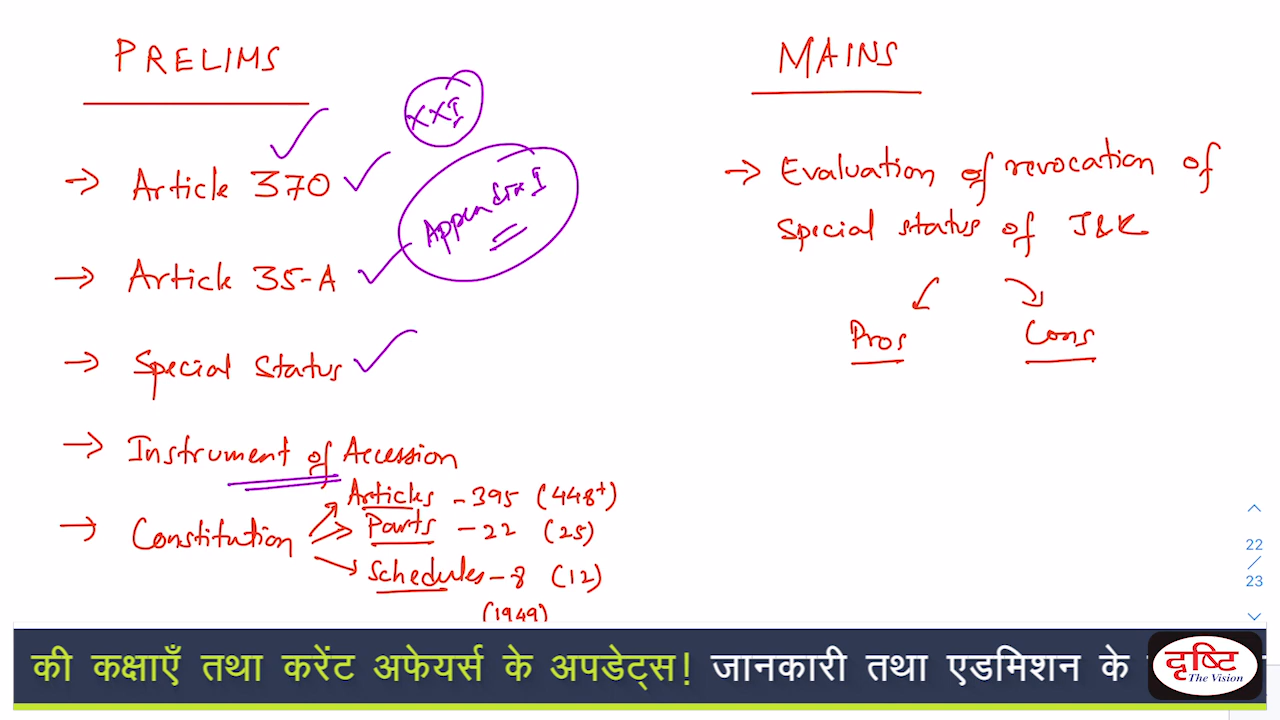 PRELIMS
XXI
→ Article 370
Appendix I
→ Article 35-A
→ Special Status
→ Instrument of Accession
→ Constitution
Articles - 395 (448+)
Parts - 22 (25)
Schedules - 8 (12)
(1949)
MAINS
→ Evaluation of revocation of
Special status of J&K
Pros Cons
22
/
23
की कक्षाएँ तथा करेंट अफेयर्स के अपडेट्स! जानकारी तथा एडमिशन के
दृष्टि
The Vision